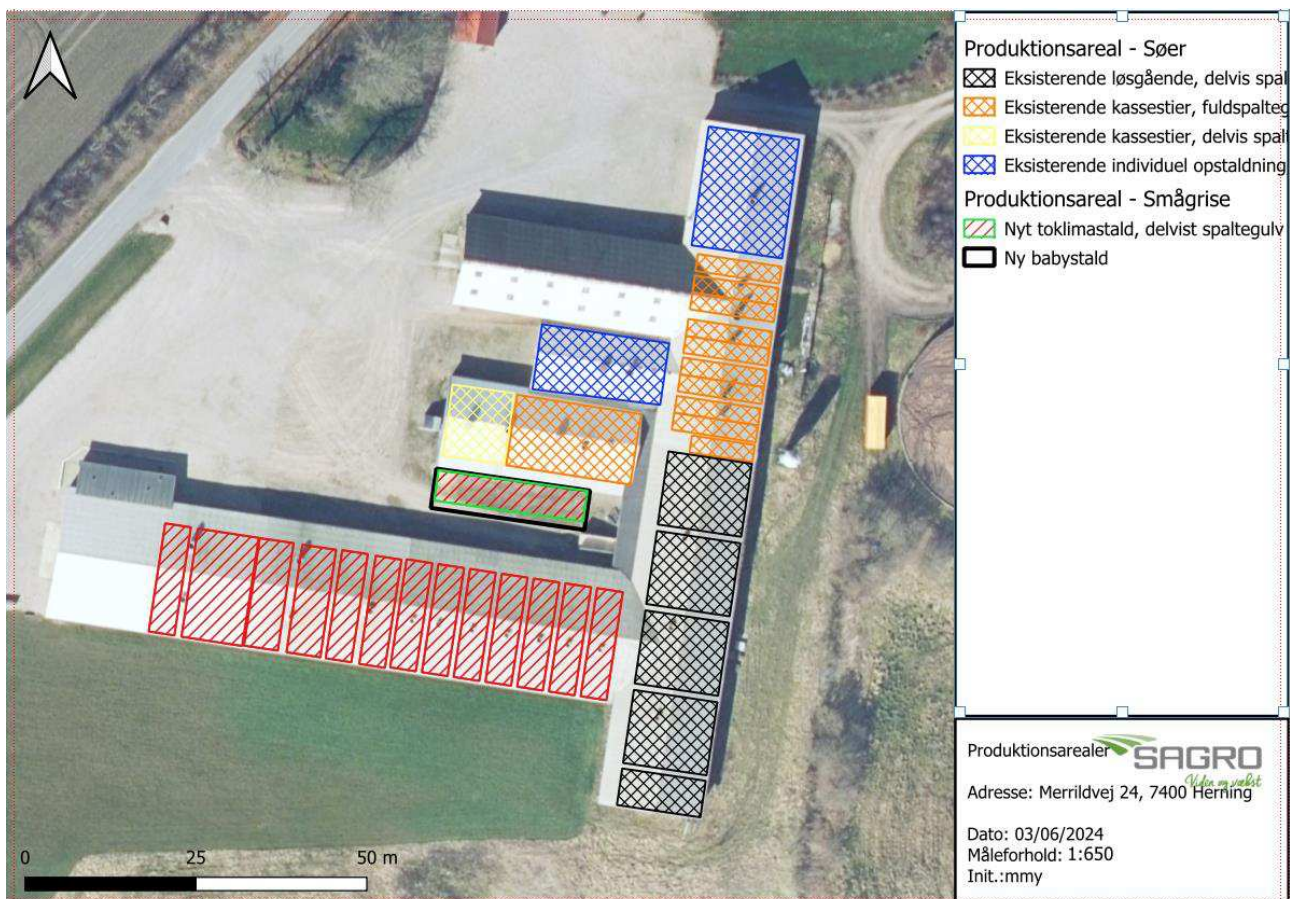 Produktionsareal - Søer
Eksisterende løsgående, delvis spal
Eksisterende kassestier, fuldspalteg
Eksisterende kassestier, delvis spalt
Eksisterende individuel opstaldning
Produktionsareal - Smågrise
Nyt toklimastald, delvist spaltegulv
Ny babystald
0 25 50 m
Produktionsarealer
SAGRO
Viden og vækst
Adresse: Merrildvej 24, 7400 Herning
Dato: 03/06/2024
Måleforhold: 1:650
Init.:mmy